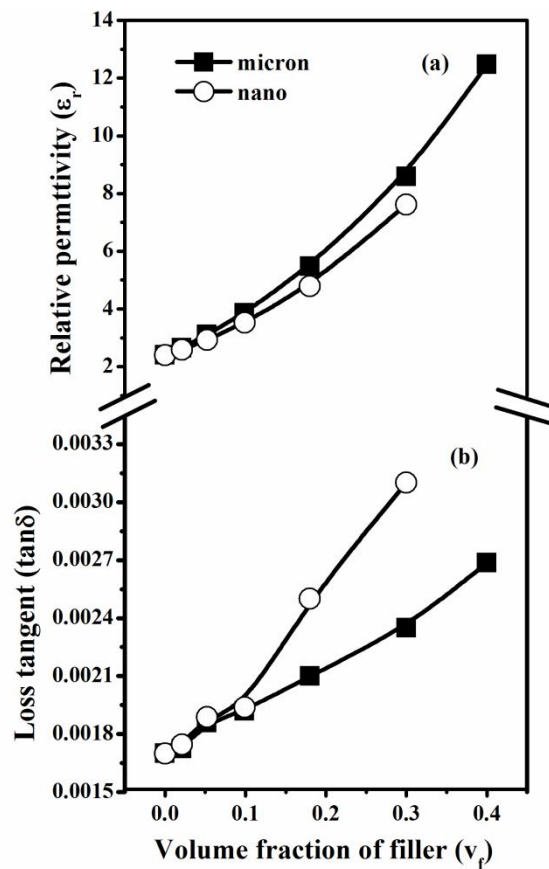 14
12
10
8
6
4
2
Relative permttivity (εr)
micron
nano
(a)
0.0033
0.0030
0.0027
0.0024
0.0021
0.0018
0.0015
Loss tangent (tanδ)
(b)
0.0 0.1 0.2 0.3 0.4
Volume fraction of filler (vf)